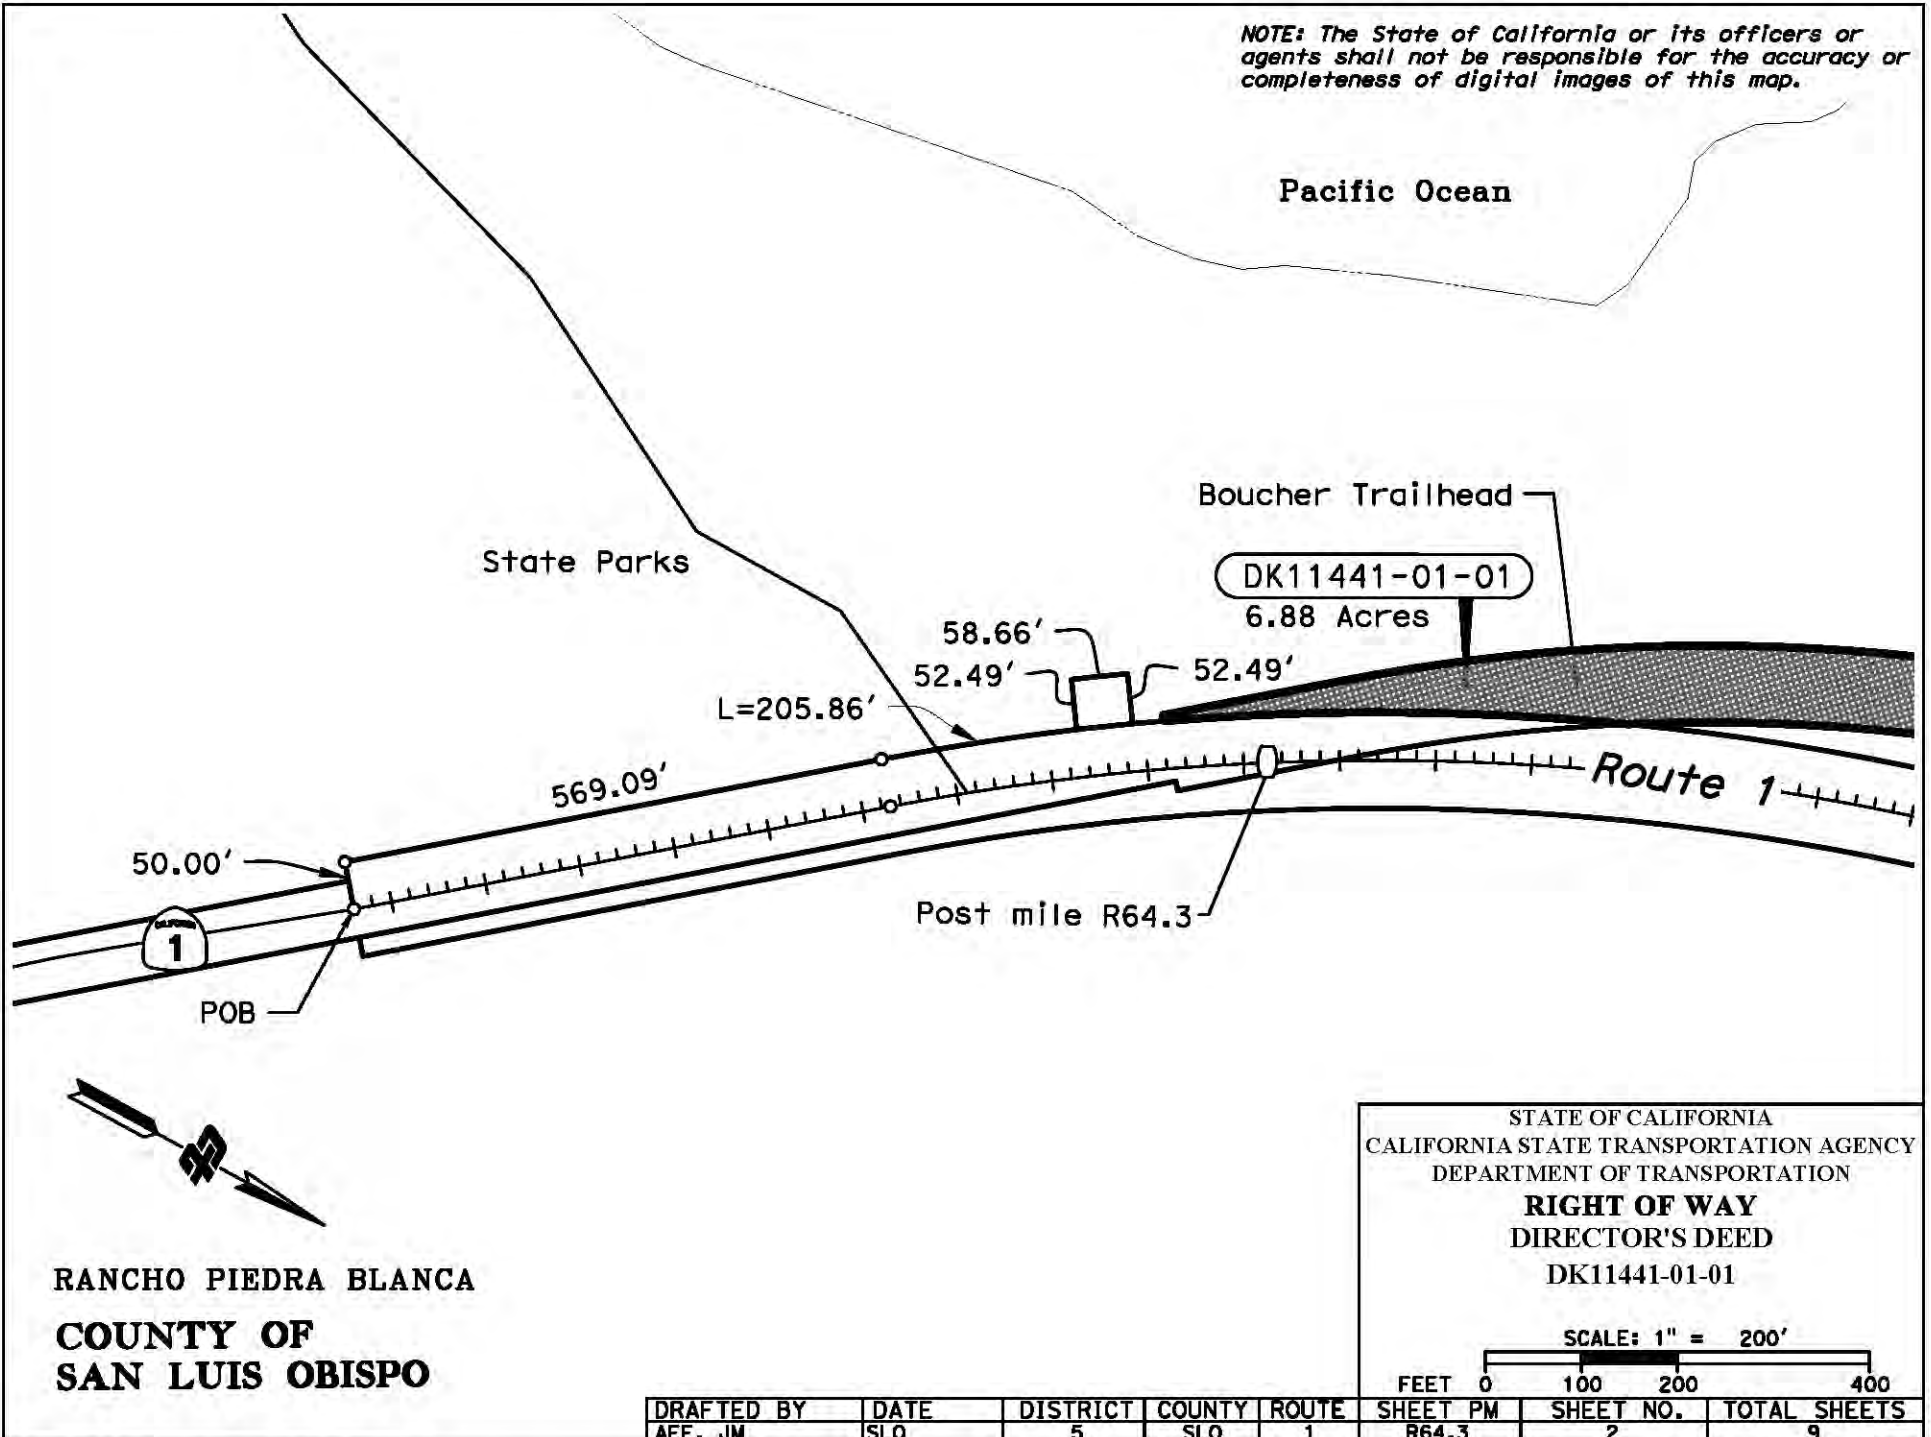 NOTE: The State of California or its officers or
agents shall not be responsible for the accuracy or
completeness of digital images of this map.
Pacific Ocean
Boucher Trailhead
State Parks
DK11441-01-01
6.88 Acres
58.66'
52.49'
52.49'
L=205.86'
569.09'
Route 1
50.00'
Post mile R64.3
CALIFORNIA
1
POB
RANCHO PIEDRA BLANCA
COUNTY OF
SAN LUIS OBISPO
STATE OF CALIFORNIA
CALIFORNIA STATE TRANSPORTATION AGENCY
DEPARTMENT OF TRANSPORTATION
RIGHT OF WAY
DIRECTOR'S DEED
DK11441-01-01
SCALE: 1" = 200'
FEET 0 100 200 400
DRAFTED BY DATE DISTRICT COUNTY ROUTE SHEET PM SHEET NO. TOTAL SHEETS
JM SLO 5 SLO 1 R64.3 2 9